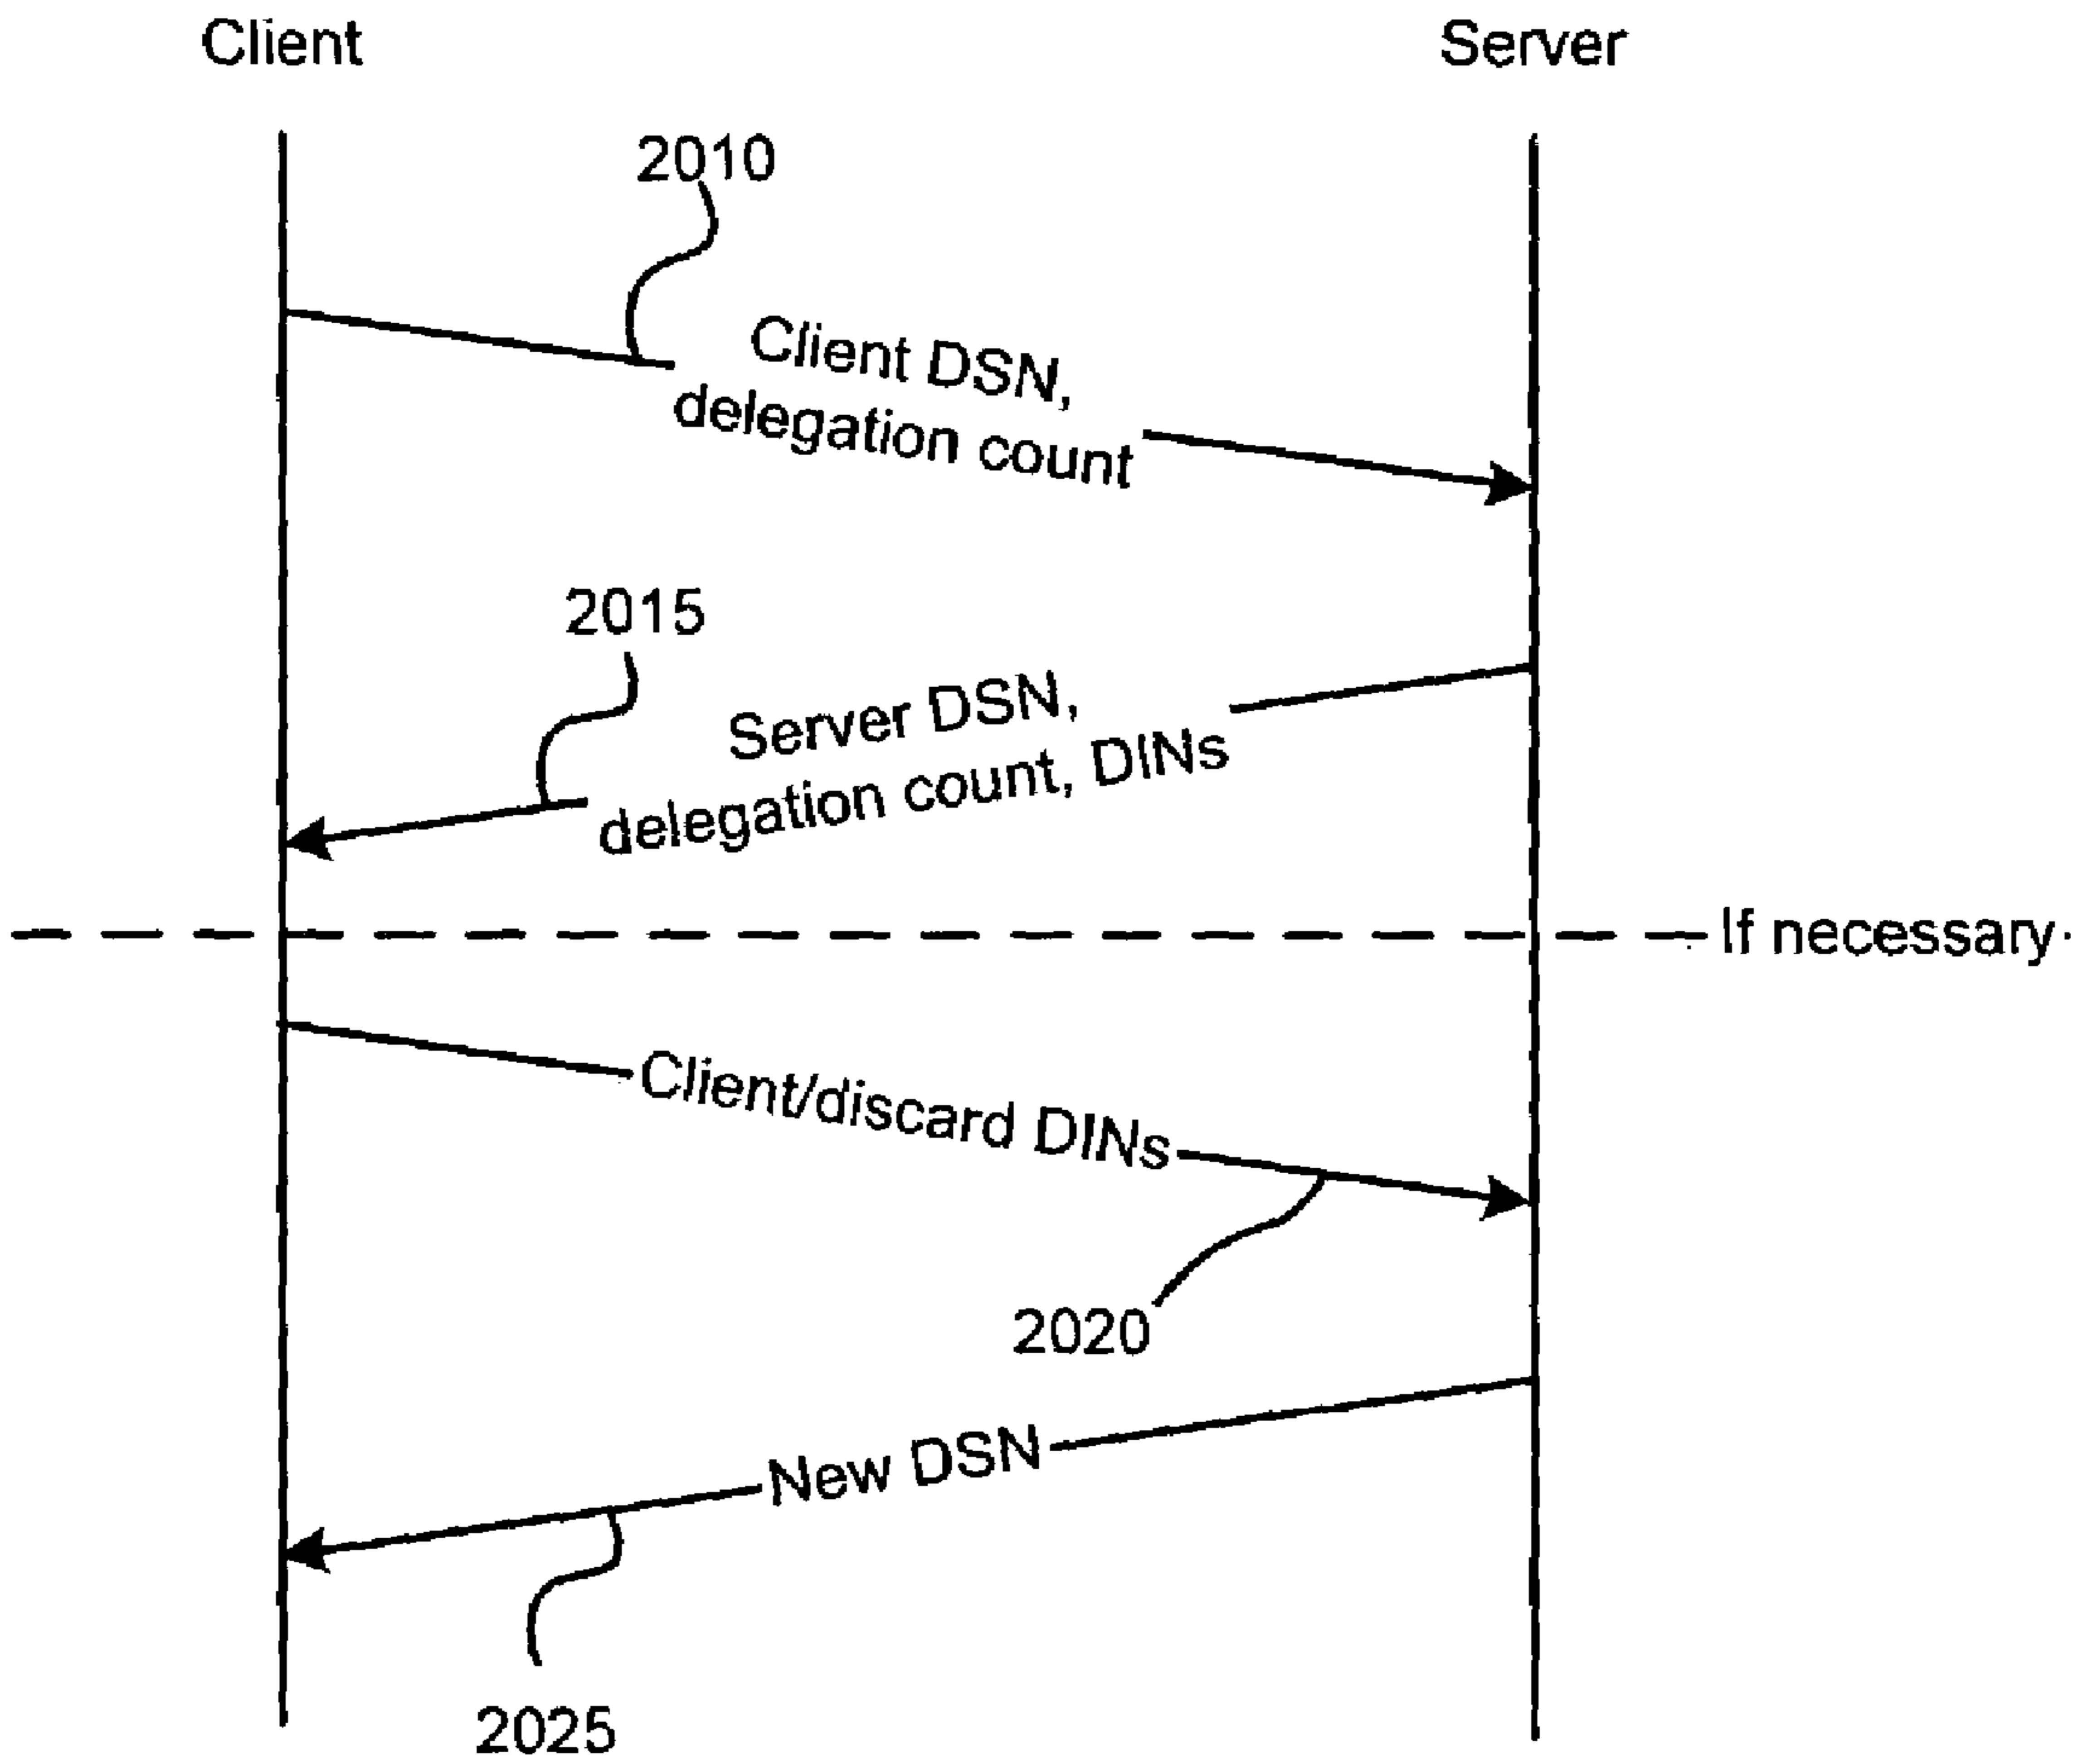 Client
Server
2010
Client DSN,
delegation count
2015
Server DSN,
delegation count, DINs
If necessary
Client/discard DINs
2020
New DSN
2025